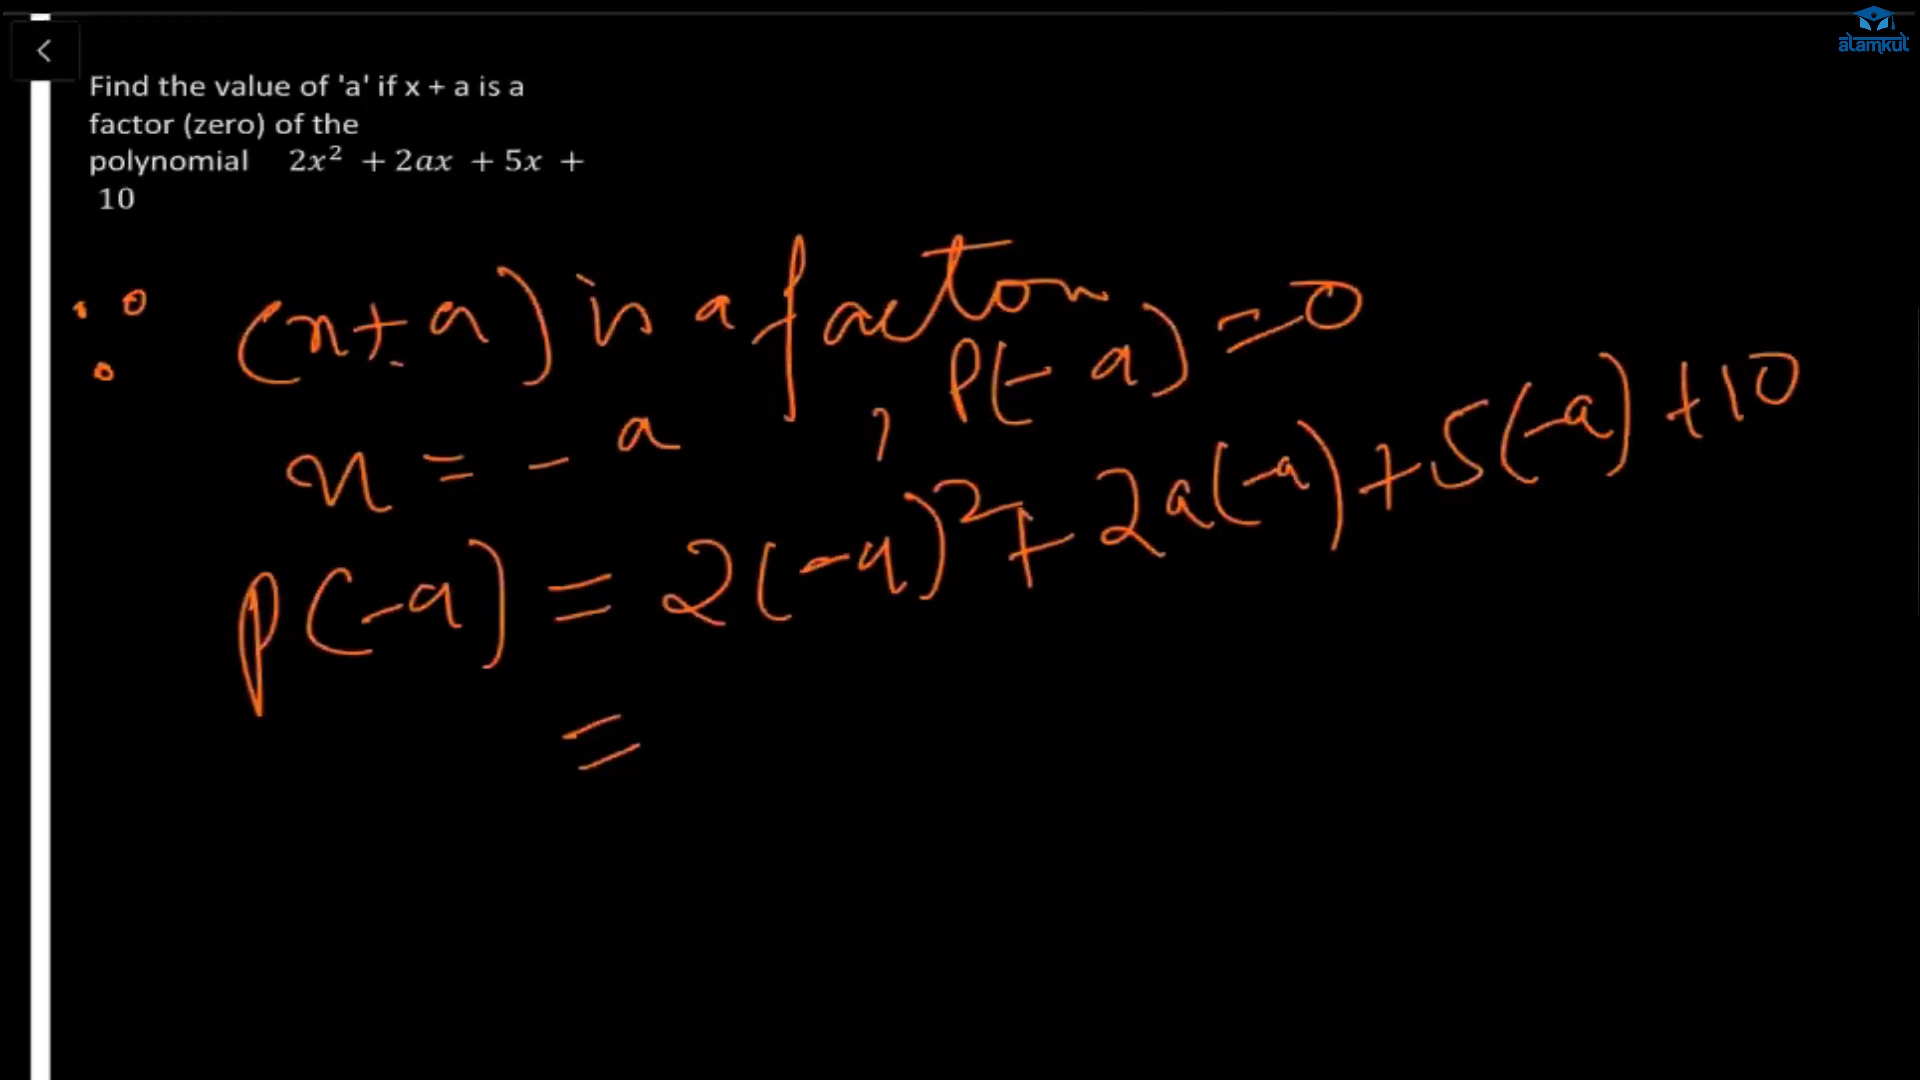 alamkut
Find the value of 'a' if x + a is a
factor (zero) of the
polynomial 2x² + 2ax + 5x +
10
∵ (x+a) is a factor
x = -a , P(-a) = 0
P(-a) = 2(-a)² + 2a(-a) + 5(-a) + 10
=